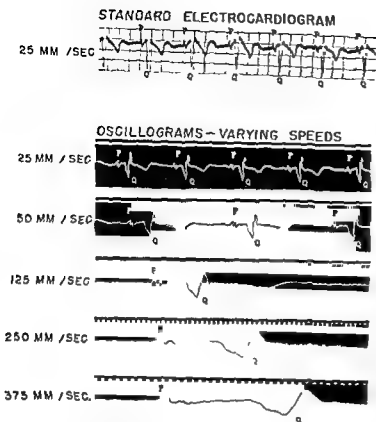 STANDARD ELECTROCARDIOGRAM
25 MM /SEC
P P P P P P
Q Q Q Q Q Q
OSCILLOGRAMS—VARYING SPEEDS
25 MM /SEC
P P P P P
Q Q Q Q Q
50 MM /SEC
P P P
Q Q Q
125 MM /SEC
P
Q
250 MM /SEC
375 MM /SEC.
P
Q